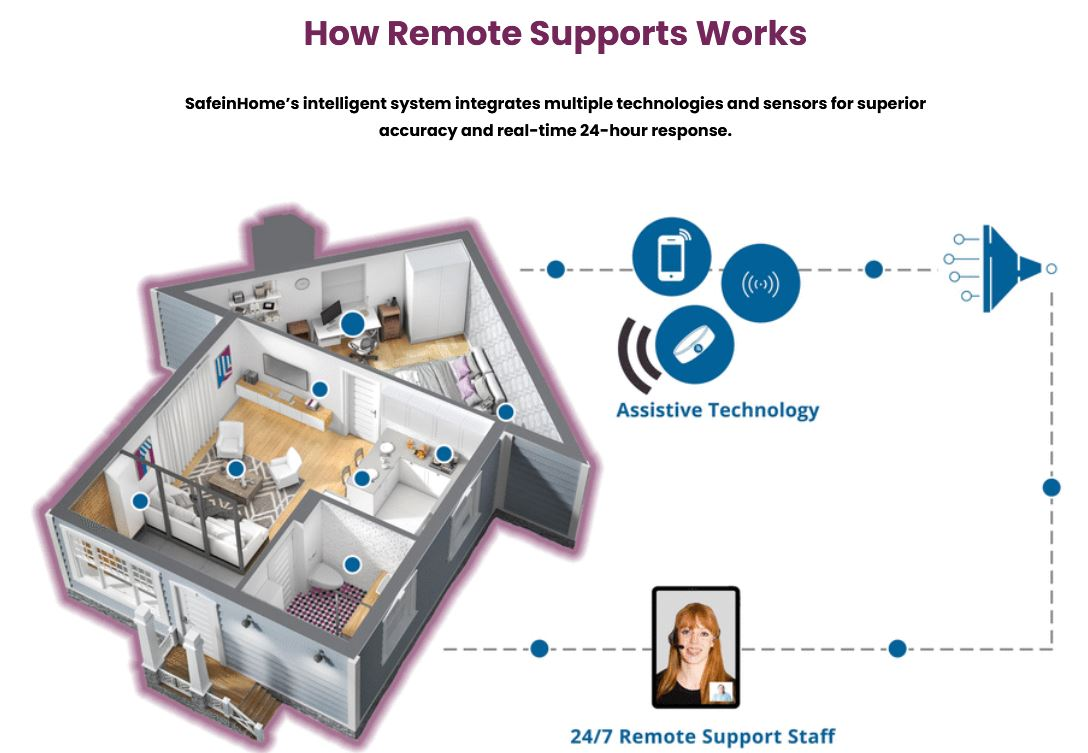 How Remote Supports Works
SafeinHome’s intelligent system integrates multiple technologies and sensors for superior
accuracy and real-time 24-hour response.
Assistive Technology
24/7 Remote Support Staff